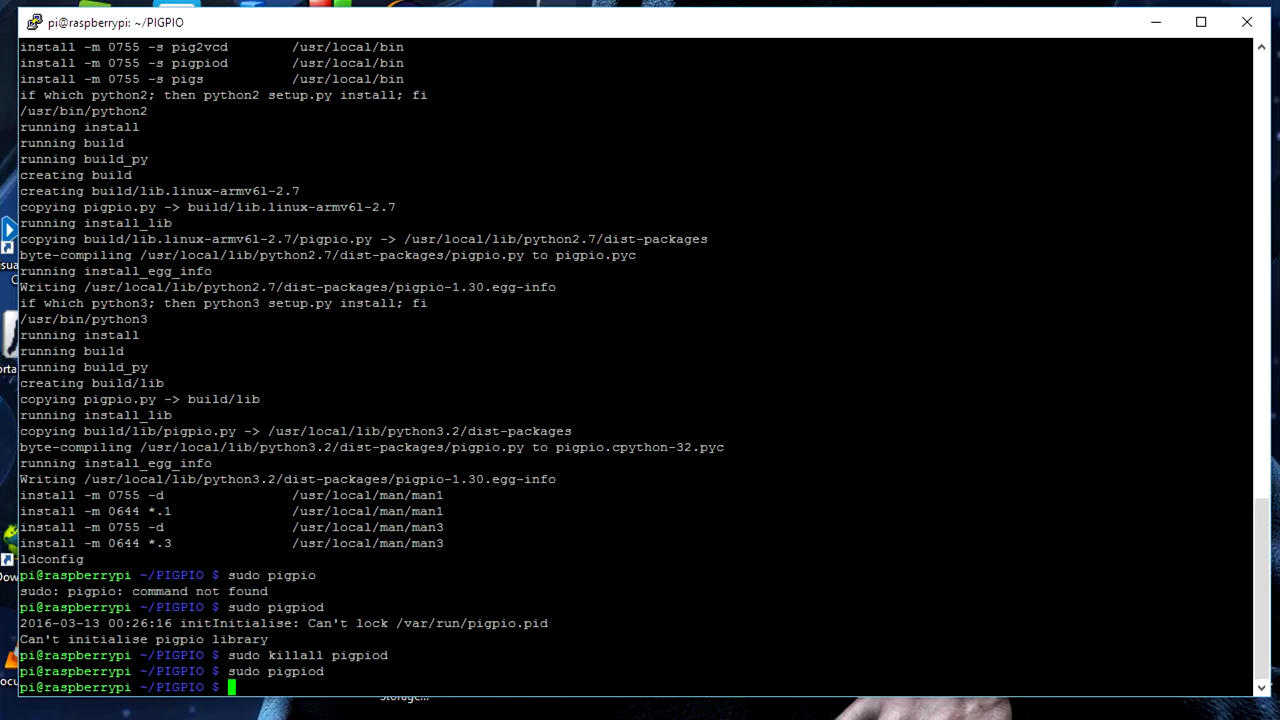 pi@raspberrypi: ~/PIGPIO
install -m 0755 -s pig2vcd /usr/local/bin
install -m 0755 -s pigpiod /usr/local/bin
install -m 0755 -s pigs /usr/local/bin
if which python2; then python2 setup.py install; fi
/usr/bin/python2
running install
running build
running build_py
creating build
creating build/lib.linux-armv6l-2.7
copying pigpio.py -> build/lib.linux-armv6l-2.7
running install_lib
copying build/lib.linux-armv6l-2.7/pigpio.py -> /usr/local/lib/python2.7/dist-packages
byte-compiling /usr/local/lib/python2.7/dist-packages/pigpio.py to pigpio.pyc
running install_egg_info
Writing /usr/local/lib/python2.7/dist-packages/pigpio-1.30.egg-info
if which python3; then python3 setup.py install; fi
/usr/bin/python3
running install
running build
running build_py
creating build/lib
copying pigpio.py -> build/lib
running install_lib
copying build/lib/pigpio.py -> /usr/local/lib/python3.2/dist-packages
byte-compiling /usr/local/lib/python3.2/dist-packages/pigpio.py to pigpio.cpython-32.pyc
running install_egg_info
Writing /usr/local/lib/python3.2/dist-packages/pigpio-1.30.egg-info
install -m 0755 -d /usr/local/man/man1
install -m 0644 *.1 /usr/local/man/man1
install -m 0755 -d /usr/local/man/man3
install -m 0644 *.3 /usr/local/man/man3
ldconfig
pi@raspberrypi ~/PIGPIO $ sudo pigpio
sudo: pigpio: command not found
pi@raspberrypi ~/PIGPIO $ sudo pigpiod
2016-03-13 00:26:16 initInitialise: Can't lock /var/run/pigpio.pid
Can't initialise pigpio library
pi@raspberrypi ~/PIGPIO $ sudo killall pigpiod
pi@raspberrypi ~/PIGPIO $ sudo pigpiod
pi@raspberrypi ~/PIGPIO $